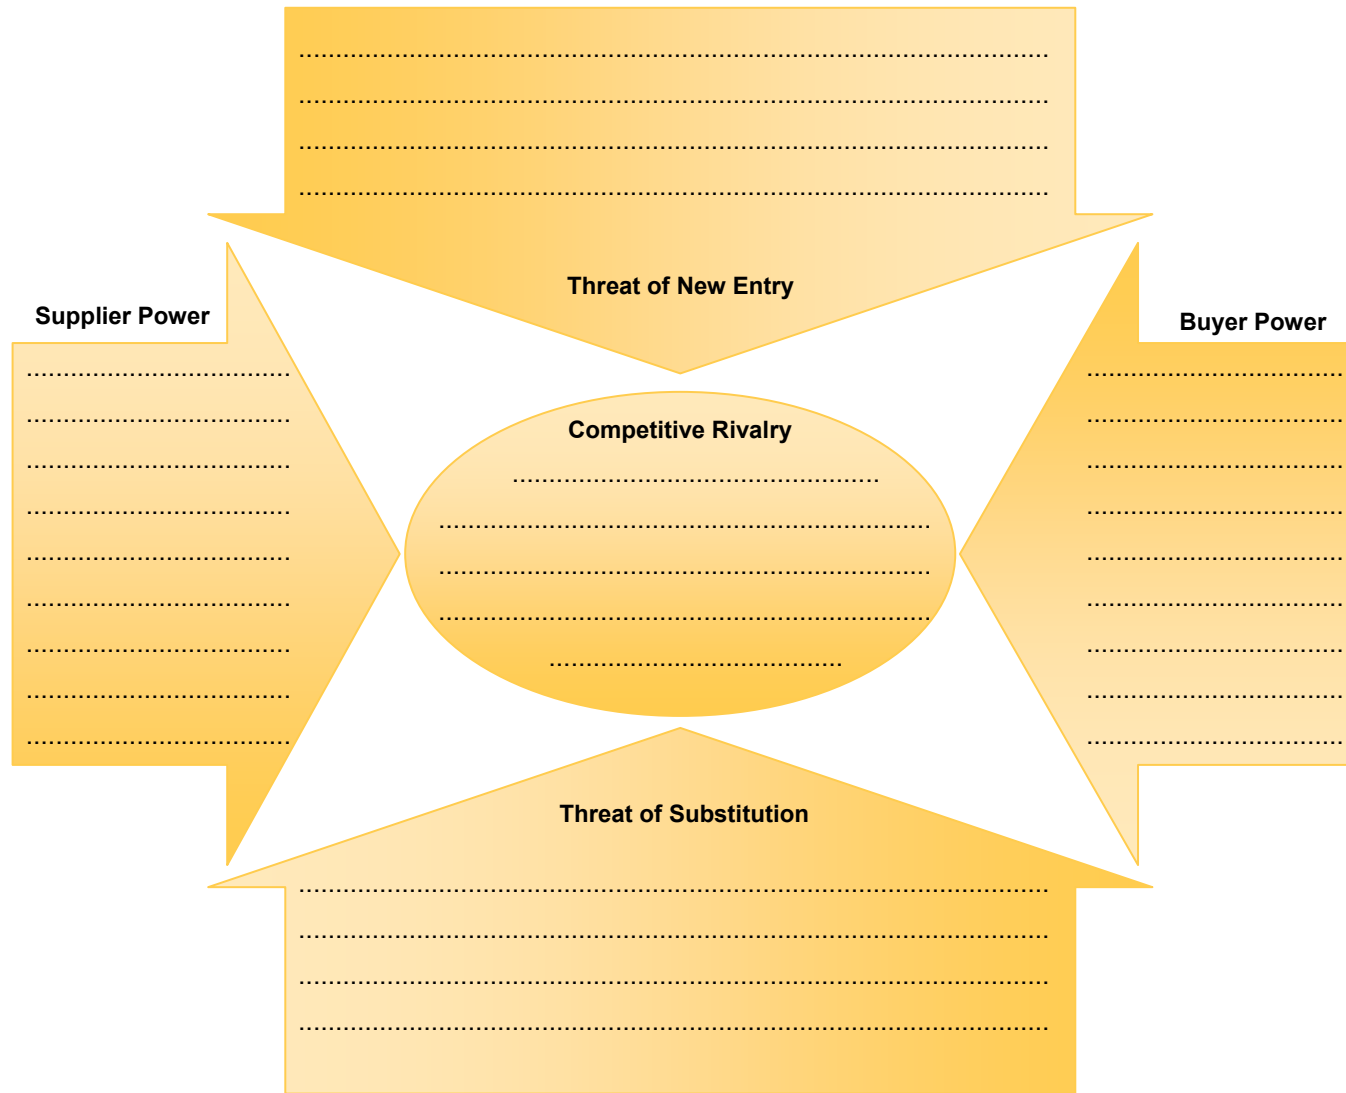 Threat of New Entry
Supplier Power
Buyer Power
Competitive Rivalry
Threat of Substitution